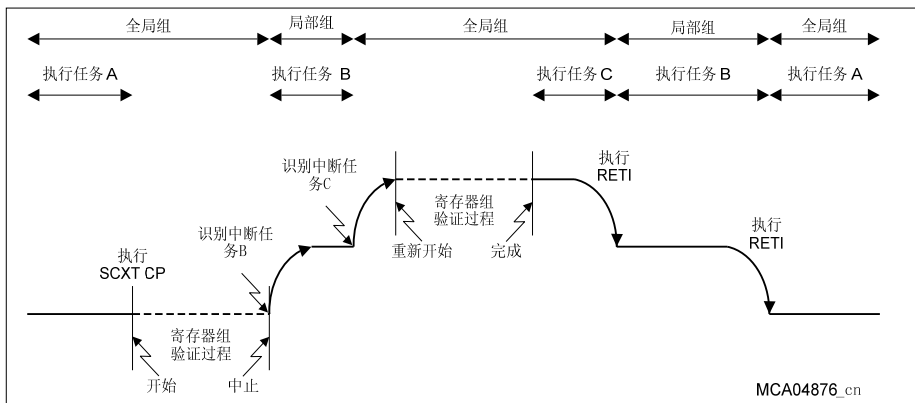 全局组 局部组 全局组 局部组 全局组
执行任务A 执行任务 B 执行任务C 执行任务B 执行任务 A
识别中断任
务C
执行
RETI
识别中断任
务B
寄存器组
验证过程
重新开始 完成
执行
RETI
执行
SCXT CP
寄存器组
验证过程
开始 中止
MCA04876_cn